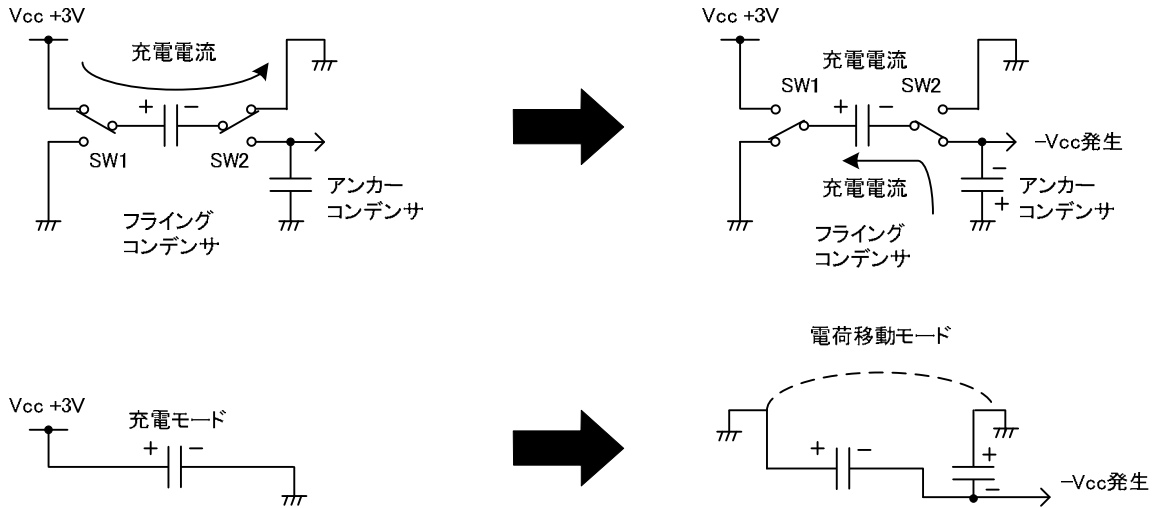 Vcc +3V
充電電流
+ −
SW1
SW2
アンカー
コンデンサ
フライング
コンデンサ
Vcc +3V
充電電流
SW1
SW2
+ −
−Vcc発生
−
+
充電電流
アンカー
コンデンサ
フライング
コンデンサ
Vcc +3V
充電モード
+ −
電荷移動モード
+ −
+
−
−Vcc発生